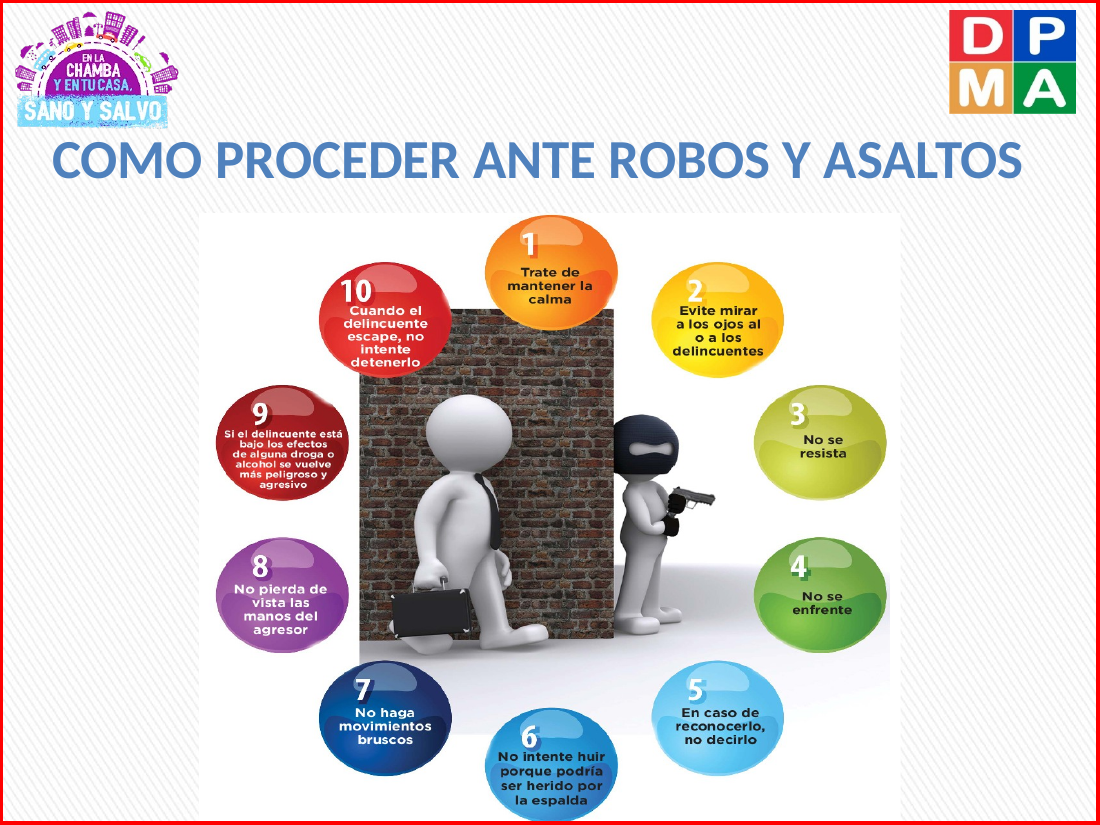 EN LA
CHAMBA
Y EN TU CASA,
SANO Y SALVO
D P
M A
COMO PROCEDER ANTE ROBOS Y ASALTOS
1
Trate de
mantener la
calma
2
Evite mirar
a los ojos al
o a los
delincuentes
3
No se
resista
4
No se
enfrente
5
En caso de
reconocerlo,
no decirlo
6
No intente huir
porque podría
ser herido por
la espalda
7
No haga
movimientos
bruscos
8
No pierda de
vista las
manos del
agresor
9
Si el delincuente está
bajo los efectos
de alguna droga o
alcohol se vuelve
más peligroso y
agresivo
10
Cuando el
delincuente
escape, no
intente
detenerlo